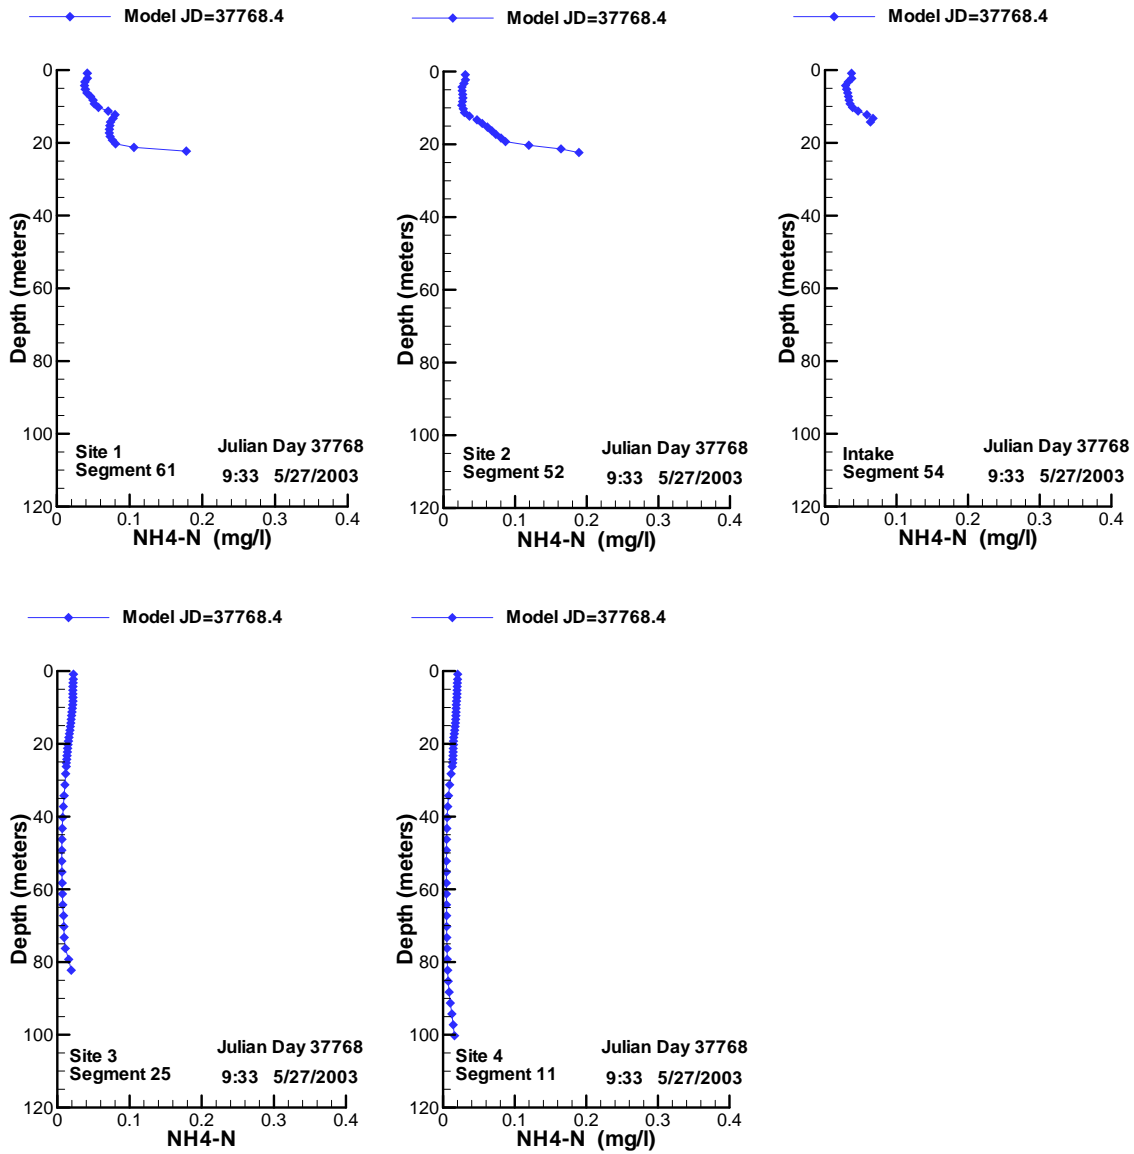 Model JD=37768.4
0
20
40
60
80
100
120
Depth (meters)
Site 1
Segment 61
Julian Day 37768
9:33 5/27/2003
0 0.1 0.2 0.3 0.4
NH4-N (mg/l)
Model JD=37768.4
0
20
40
60
80
100
120
Depth (meters)
Site 2
Segment 52
Julian Day 37768
9:33 5/27/2003
0 0.1 0.2 0.3 0.4
NH4-N (mg/l)
Model JD=37768.4
0
20
40
60
80
100
120
Depth (meters)
Intake
Segment 54
Julian Day 37768
9:33 5/27/2003
0 0.1 0.2 0.3 0.4
NH4-N (mg/l)
Model JD=37768.4
0
20
40
60
80
100
120
Depth (meters)
Site 3
Segment 25
Julian Day 37768
9:33 5/27/2003
0 0.1 0.2 0.3 0.4
NH4-N
Model JD=37768.4
0
20
40
60
80
100
120
Depth (meters)
Site 4
Segment 11
Julian Day 37768
9:33 5/27/2003
0 0.1 0.2 0.3 0.4
NH4-N (mg/l)